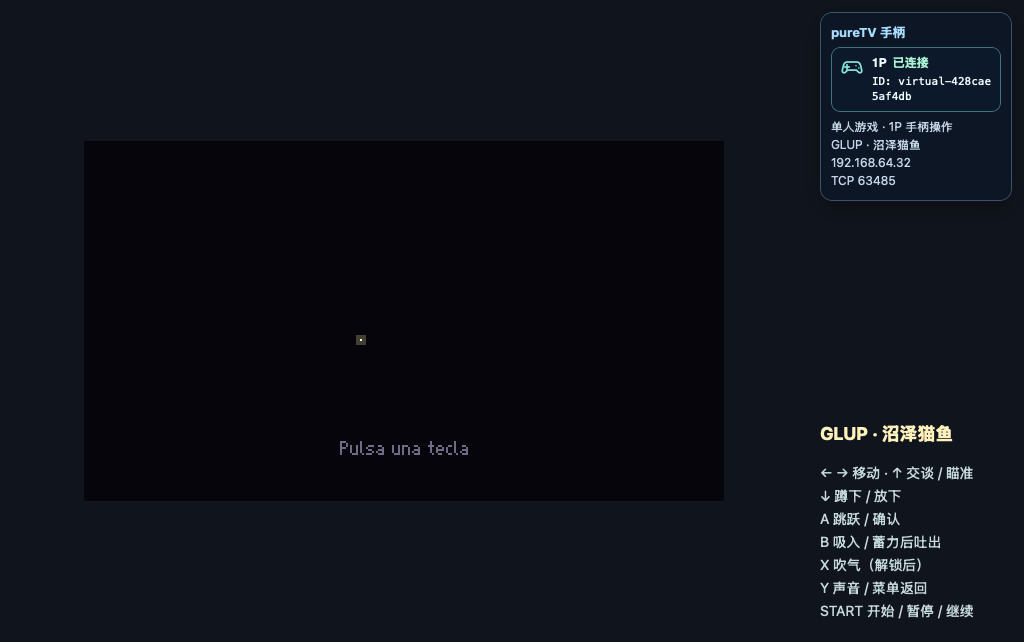 pureTV 手柄
1P 已连接
ID: virtual-428cae
5af4db
单人游戏 · 1P 手柄操作
GLUP · 沼泽猫鱼
192.168.64.32
TCP 63485
Pulsa una tecla
GLUP · 沼泽猫鱼
← → 移动 · ↑ 交谈 / 瞄准
↓ 蹲下 / 放下
A 跳跃 / 确认
B 吸入 / 蓄力后吐出
X 吹气（解锁后）
Y 声音 / 菜单返回
START 开始 / 暂停 / 继续